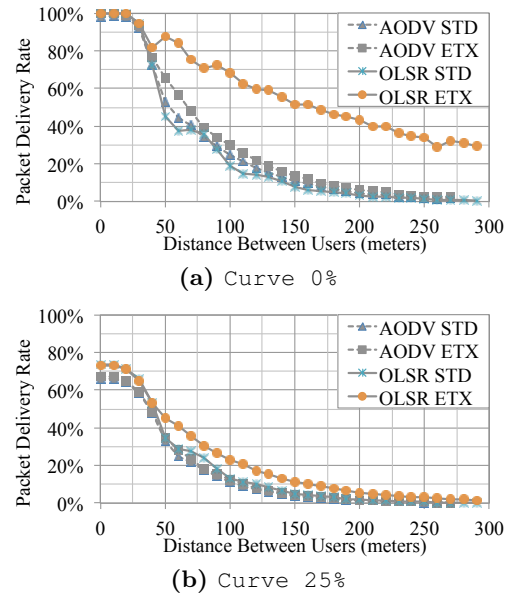 100%
80%
60%
40%
20%
0%
Packet Delivery Rate
AODV STD
AODV ETX
OLSR STD
OLSR ETX
0 50 100 150 200 250 300
Distance Between Users (meters)
(a) Curve 0%
100%
80%
60%
40%
20%
0%
Packet Delivery Rate
AODV STD
AODV ETX
OLSR STD
OLSR ETX
0 50 100 150 200 250 300
Distance Between Users (meters)
(b) Curve 25%